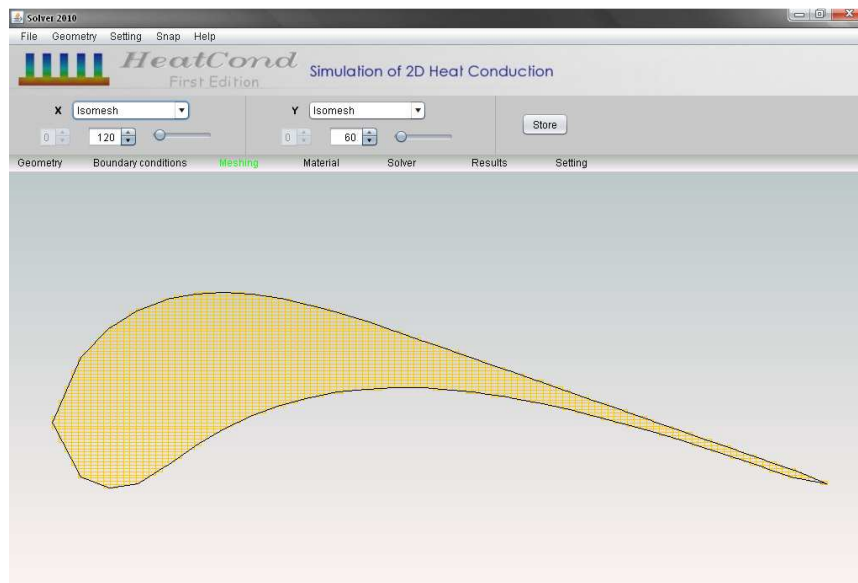 Solver 2010
File Geometry Setting Snap Help
HeatCond
First Edition
Simulation of 2D Heat Conduction
X Isomesh Y Isomesh
0 120 0 60 Store
Geometry Boundary conditions Meshing Material Solver Results Setting